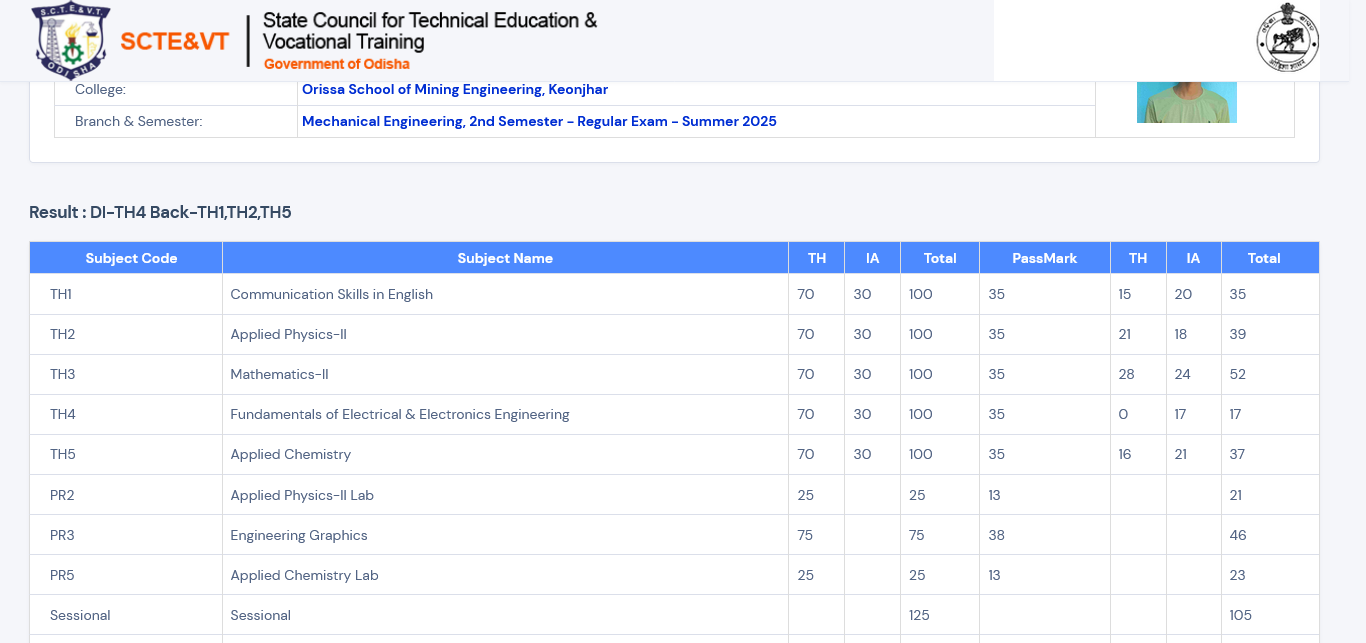 S.C.T.E.&V.T.
ODISHA
SCTE&VT
State Council for Technical Education &
Vocational Training
Government of Odisha
College: Orissa School of Mining Engineering, Keonjhar
Branch & Semester: Mechanical Engineering, 2nd Semester - Regular Exam - Summer 2025
Result : DI-TH4 Back-TH1,TH2,TH5
Subject Code Subject Name TH IA Total PassMark TH IA Total
TH1 Communication Skills in English 70 30 100 35 15 20 35
TH2 Applied Physics-II 70 30 100 35 21 18 39
TH3 Mathematics-II 70 30 100 35 28 24 52
TH4 Fundamentals of Electrical & Electronics Engineering 70 30 100 35 0 17 17
TH5 Applied Chemistry 70 30 100 35 16 21 37
PR2 Applied Physics-II Lab 25 25 13 21
PR3 Engineering Graphics 75 75 38 46
PR5 Applied Chemistry Lab 25 25 13 23
Sessional Sessional 125 105